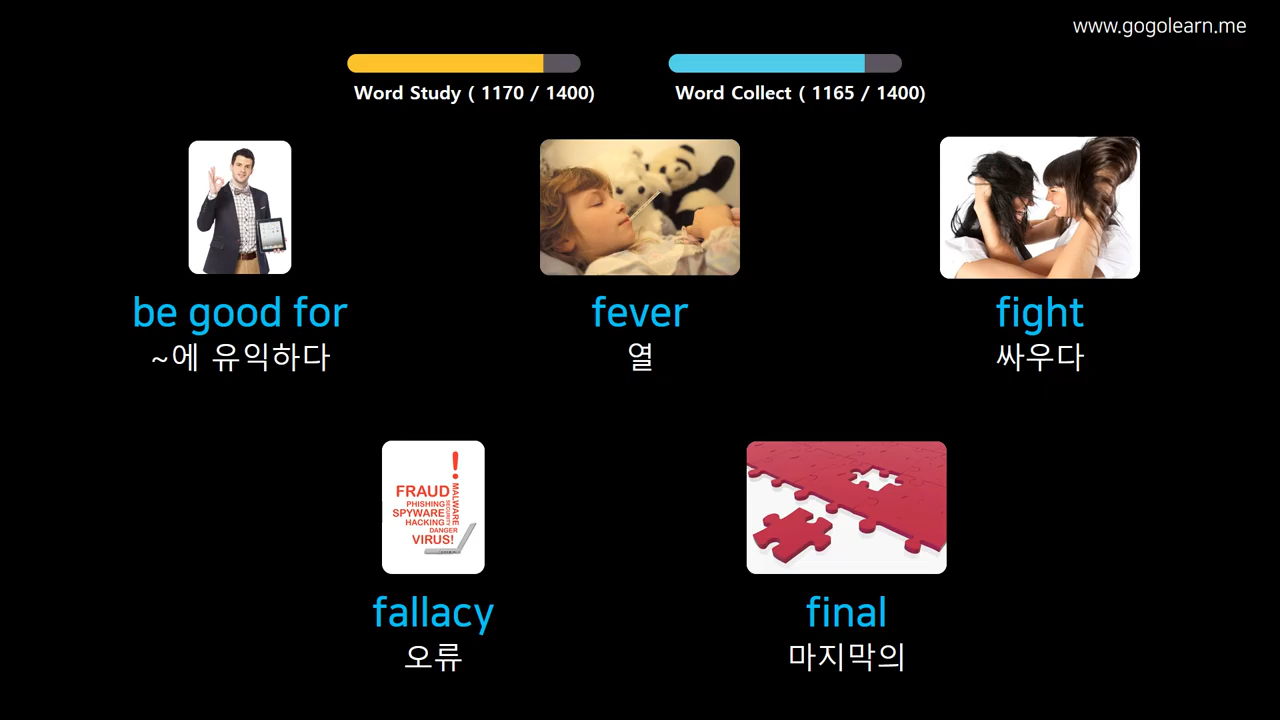 www.gogolearn.me
Word Study ( 1170 / 1400)
Word Collect ( 1165 / 1400)
be good for
~에 유익하다
fever
열
fight
싸우다
!
FRAUD
PHISHING
SPYWARE
HACKING
DANGER
VIRUS!
MALWARE
SECURITY
fallacy
오류
final
마지막의